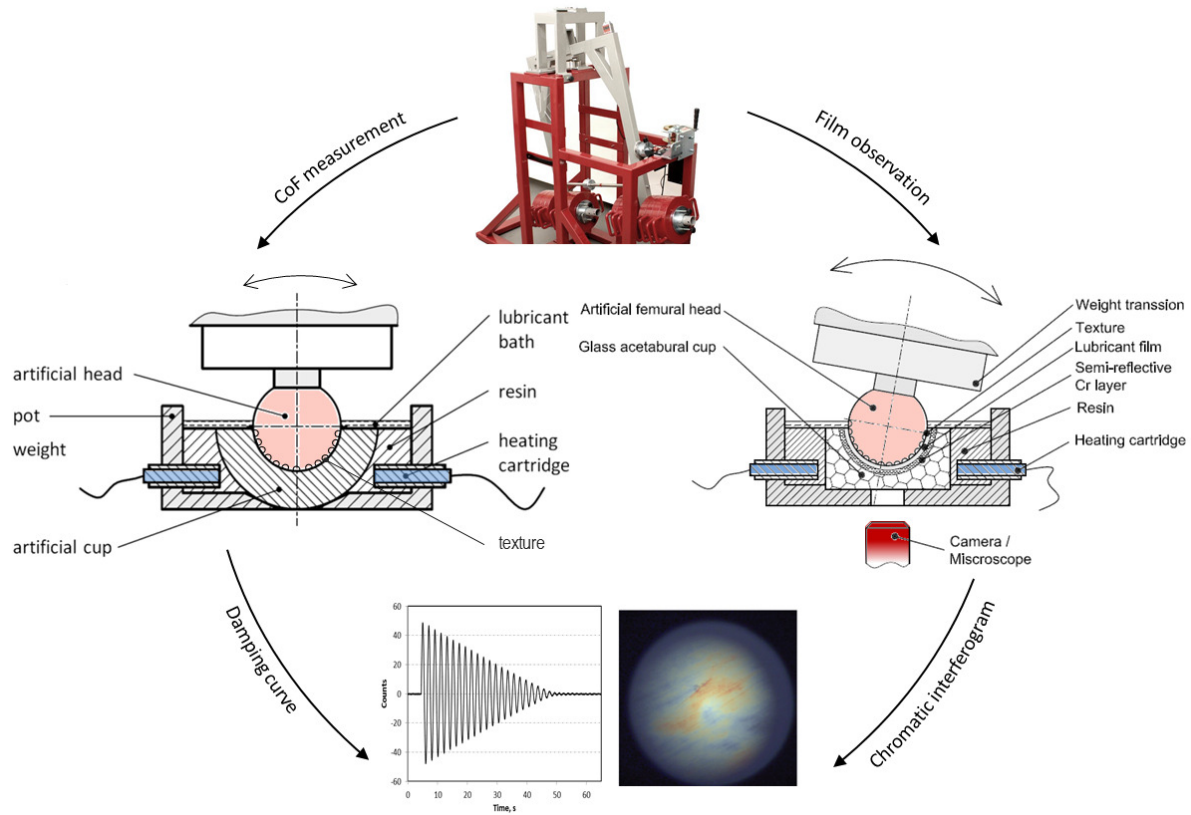 CoF measurement
Film observation
artificial head
pot
weight
artificial cup
lubricant
bath
resin
heating
cartridge
texture
Artificial femural head
Glass acetabural cup
Weight transsion
Texture
Lubricant film
Semi-reflective
Cr layer
Resin
Heating cartridge
Camera /
Miscroscope
Damping curve
Chromatic interferogram
60
40
20
0
-20
-40
-60
Counts
0 10 20 30 40 50 60
Time, s